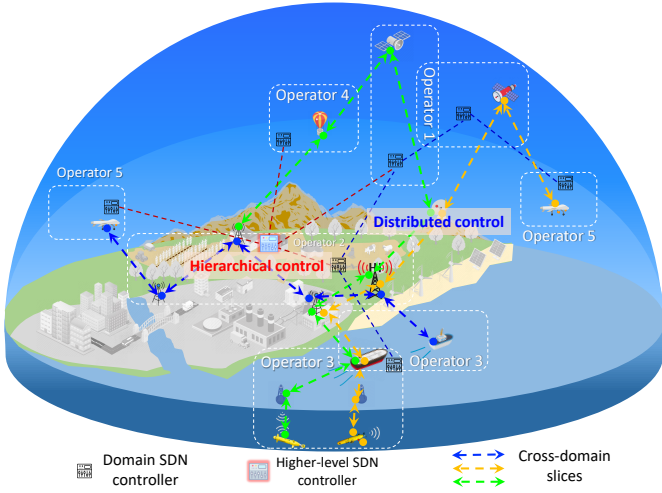 Operator 4
Operator 1
Operator 5
Distributed control
Operator 2
Operator 5
Hierarchical control
Operator 3
Operator 3
Domain SDN
controller
Higher-level SDN
controller
Cross-domain
slices